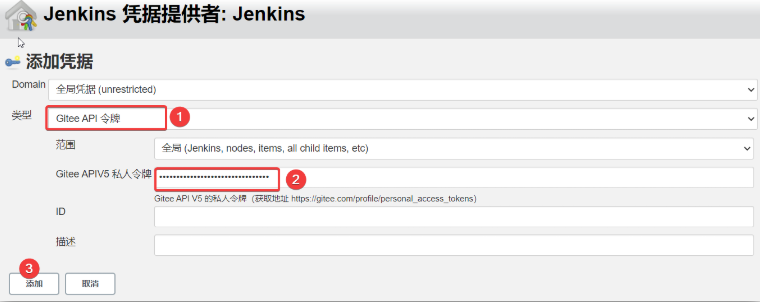 Jenkins 凭据提供者: Jenkins
添加凭据
Domain 全局凭据 (unrestricted)
类型 Gitee API 令牌 1
范围 全局 (Jenkins, nodes, items, all child items, etc)
Gitee APIV5 私人令牌 ······························· 2
Gitee API V5 的私人令牌（获取地址 https://gitee.com/profile/personal_access_tokens）
ID
描述
3
添加 取消